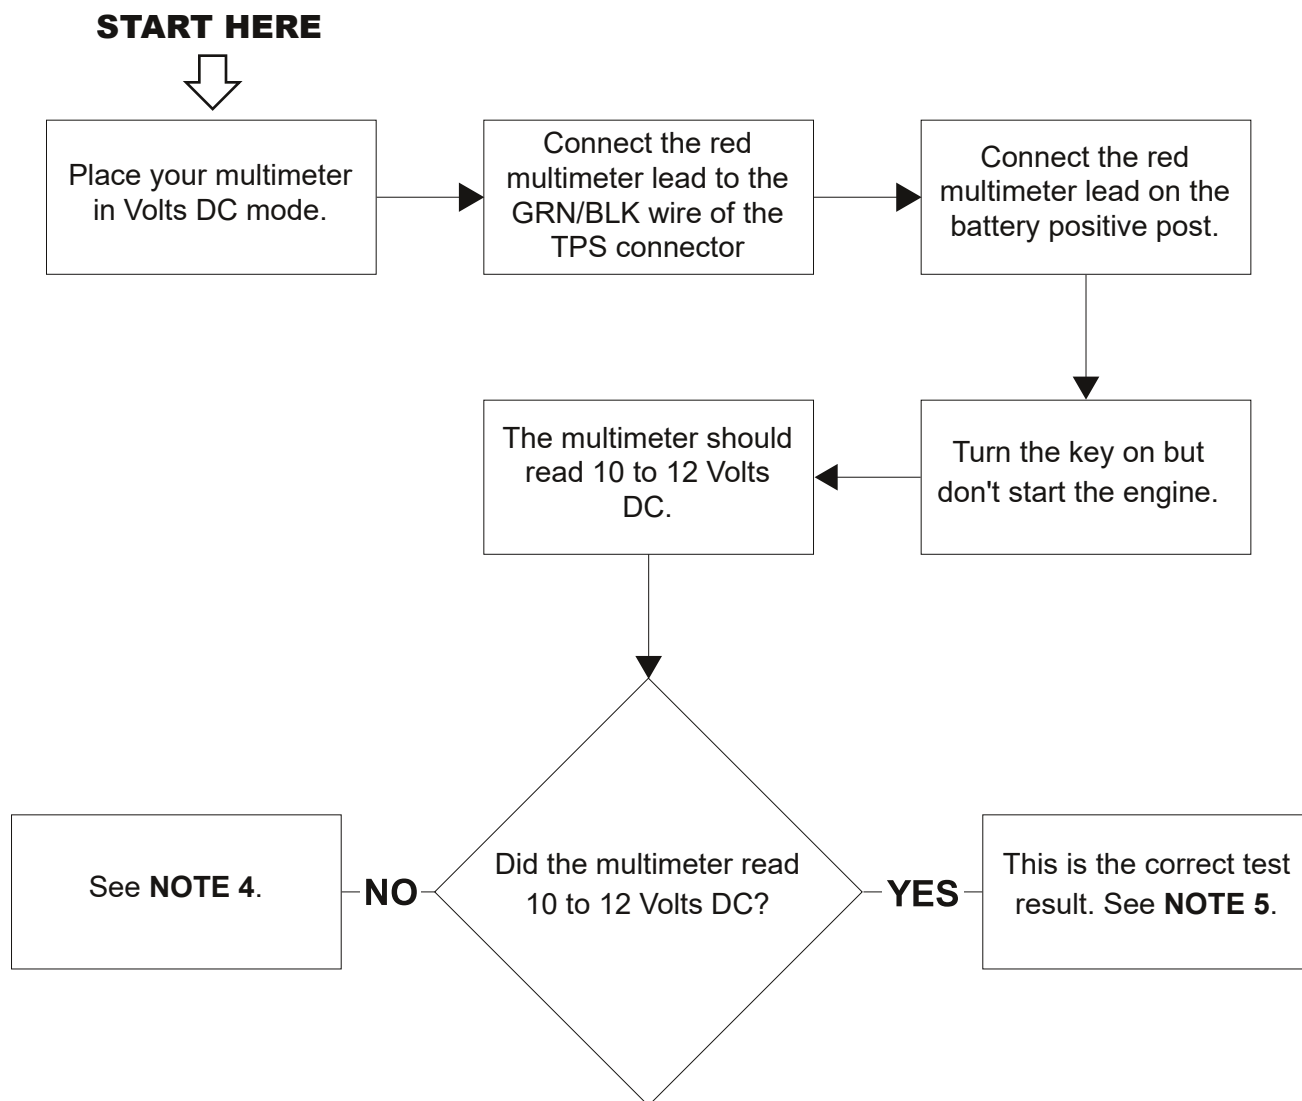 START HERE
Place your multimeter
in Volts DC mode.
Connect the red
multimeter lead to the
GRN/BLK wire of the
TPS connector
Connect the red
multimeter lead on the
battery positive post.
Turn the key on but
don't start the engine.
The multimeter should
read 10 to 12 Volts
DC.
Did the multimeter read
10 to 12 Volts DC?
NO
See NOTE 4.
YES
This is the correct test
result. See NOTE 5.